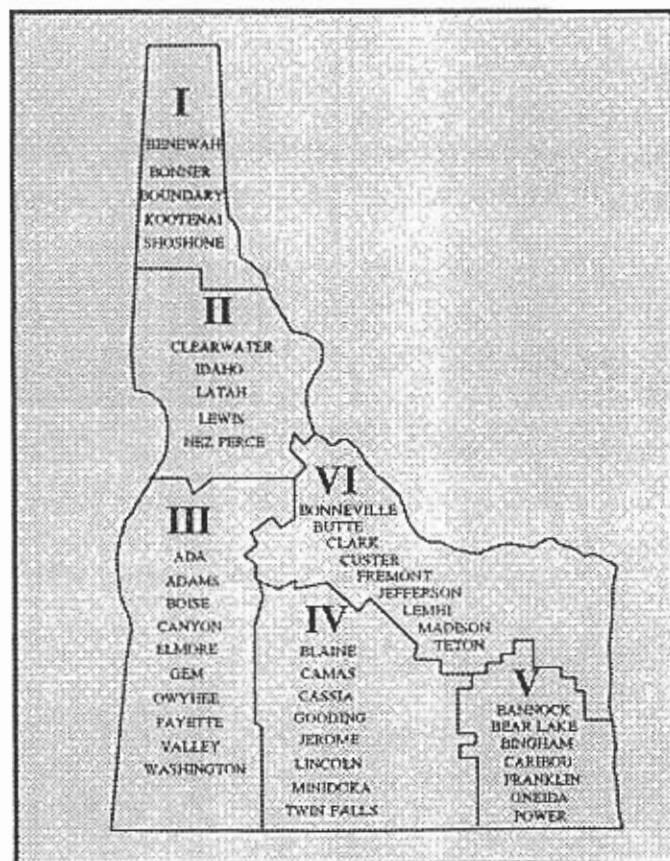 I
BENEWAH
BONNER
BOUNDARY
KOOTENAI
SHOSHONE
II
CLEARWATER
IDAHO
LATAH
LEWIS
NEZ PERCE
III
ADA
ADAMS
BOISE
CANYON
ELMORE
GEM
OWYHEE
PAYETTE
VALLEY
WASHINGTON
VI
BONNEVILLE
BUTTE
CLARK
CUSTER
FREMONT
JEFFERSON
LEMHI
MADISON
TETON
IV
BLAINE
CAMAS
CASSIA
GOODING
JEROME
LINCOLN
MINIDOKA
TWIN FALLS
V
BANNOCK
BEAR LAKE
BINGHAM
CARIBOU
FRANKLIN
ONEIDA
POWER